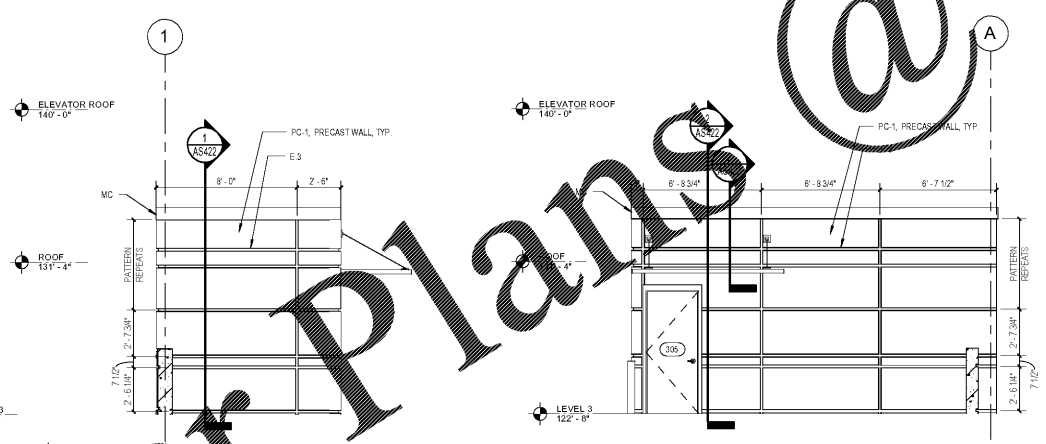 1
A
ELEVATOR ROOF
140' - 0"
ELEVATOR ROOF
140' - 0"
PC-1, PRECAST WALL, TYP.
PC-1, PRECAST WALL, TYP.
1
AS422
2
AS422
E3
8' - 0"
2' - 6"
6' - 8 3/4"
6' - 8 3/4"
6' - 7 1/2"
MC
ROOF
131' - 4"
PATTERN
REPEATS
PATTERN
REPEATS
2' - 7 3/4"
2' - 7 3/4"
7 1/2"
7 1/2"
2' - 6 1/4"
2' - 6 1/4"
305
LEVEL 3
122' - 8"
r Plans @